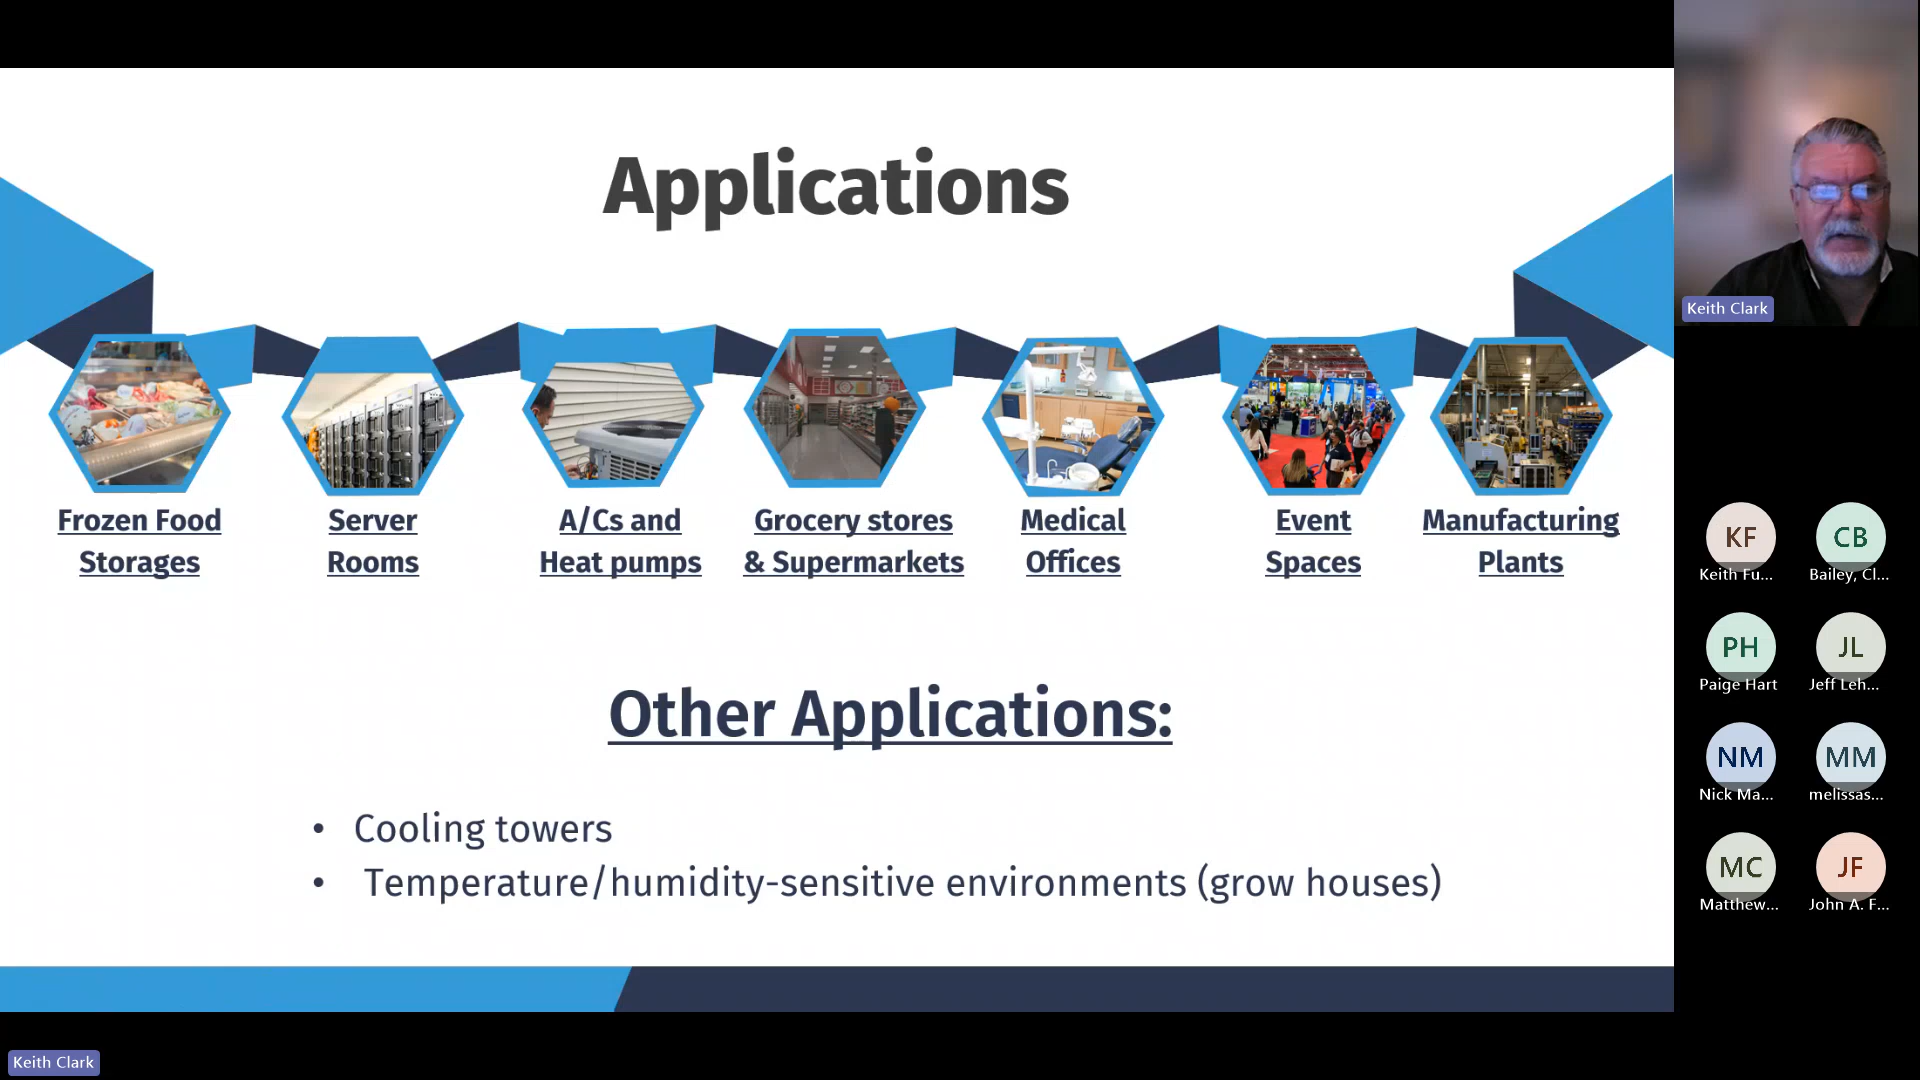 Applications
Frozen Food
Storages
Server
Rooms
A/Cs and
Heat pumps
Grocery stores
& Supermarkets
Medical
Offices
Event
Spaces
Manufacturing
Plants
Other Applications:
• Cooling towers
• Temperature/humidity-sensitive environments (grow houses)
Keith Clark
Keith Clark
KF
Keith Fu...
CB
Bailey, Cl...
PH
Paige Hart
JL
Jeff Leh...
NM
Nick Ma...
MM
melissas...
MC
Matthew...
JF
John A. F...